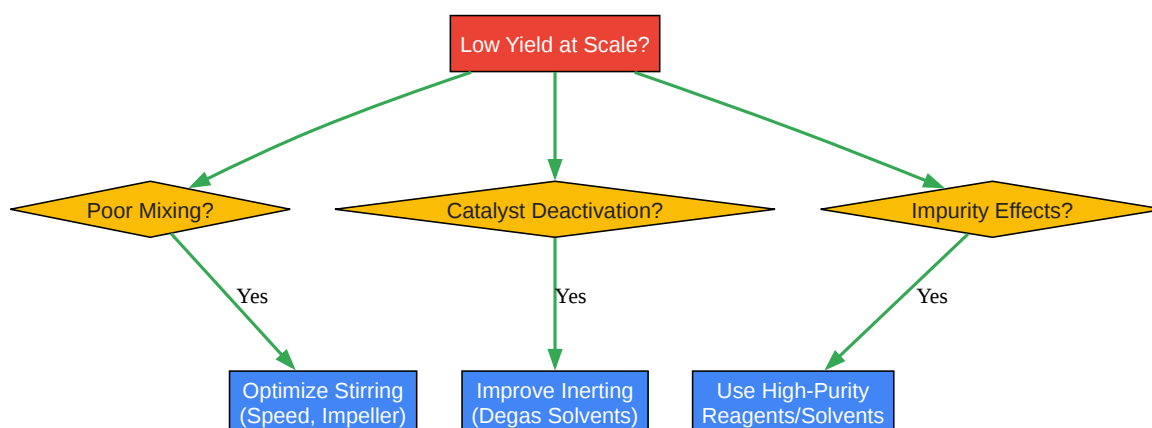 Low Yield at Scale?
Poor Mixing?
Catalyst Deactivation?
Impurity Effects?
Yes
Yes
Yes
Optimize Stirring
(Speed, Impeller)
Improve Inerting
(Degas Solvents)
Use High-Purity
Reagents/Solvents